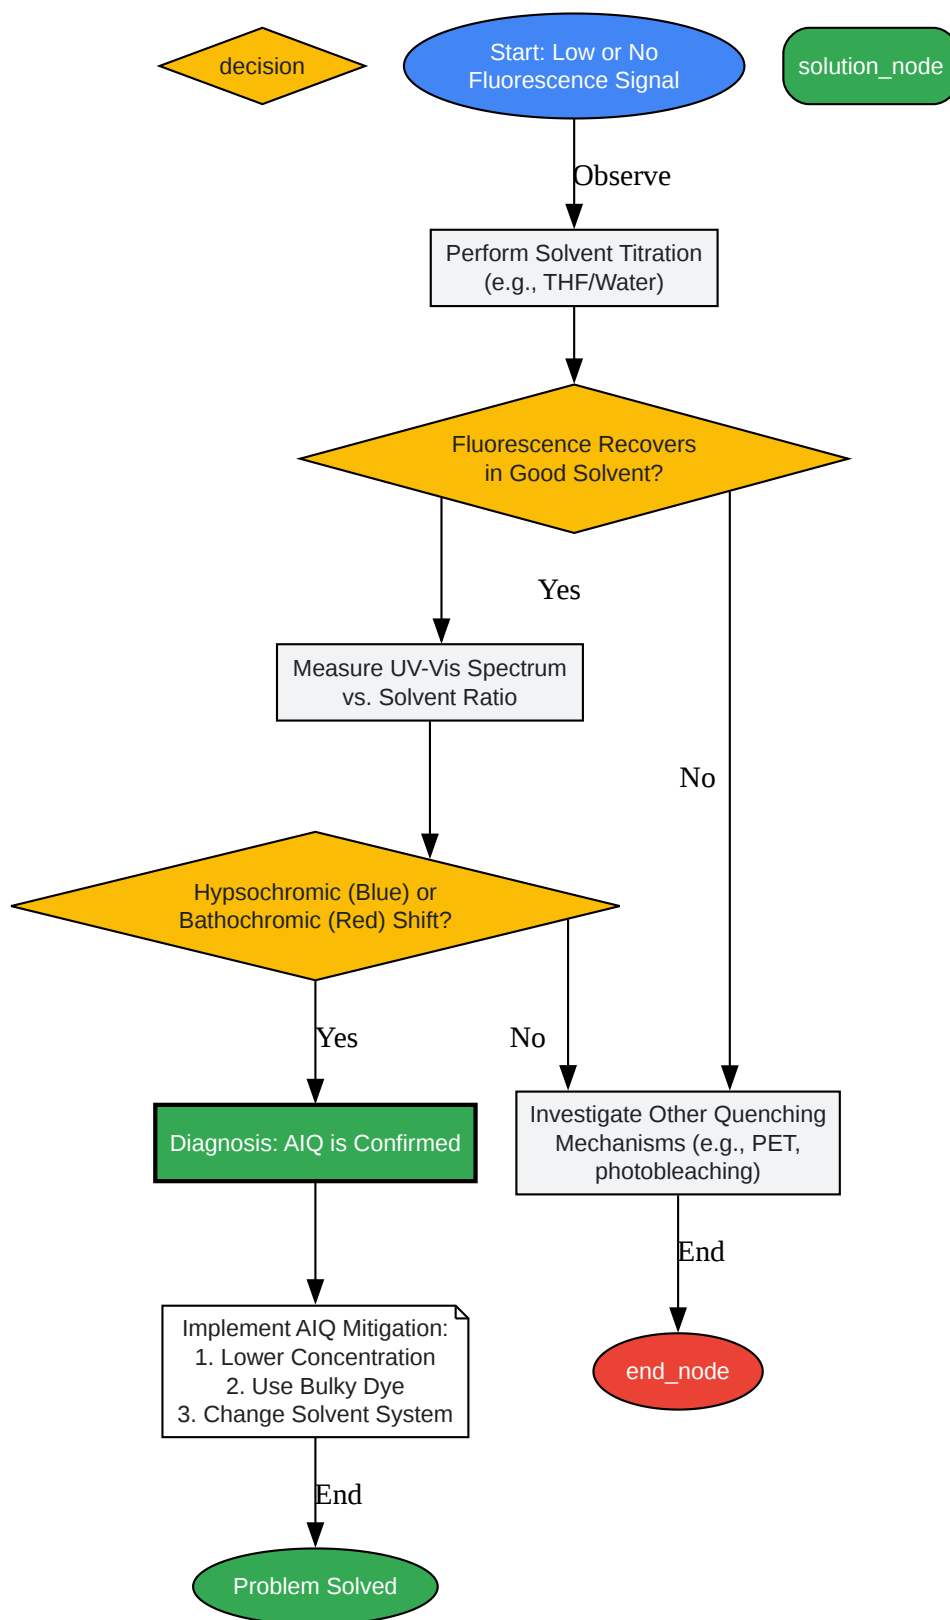 decision
Start: Low or No
Fluorescence Signal
solution_node
Observe
Perform Solvent Titration
(e.g., THF/Water)
Fluorescence Recovers
in Good Solvent?
Yes
Measure UV-Vis Spectrum
vs. Solvent Ratio
No
Hypsochromic (Blue) or
Bathochromic (Red) Shift?
Yes
No
Diagnosis: AIQ is Confirmed
Investigate Other Quenching
Mechanisms (e.g., PET,
photobleaching)
End
Implement AIQ Mitigation:
1. Lower Concentration
2. Use Bulky Dye
3. Change Solvent System
end_node
End
Problem Solved